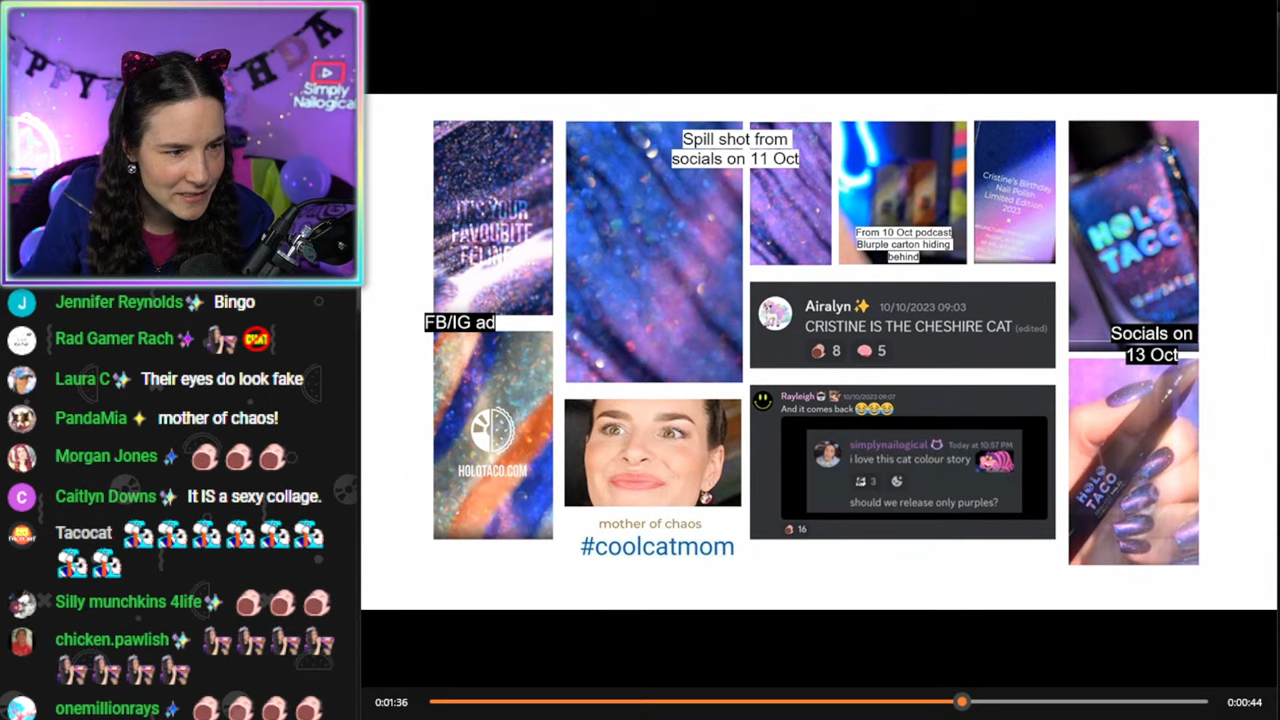 PPY
HDA
Simply
Nailogical
Jennifer Reynolds Bingo
Rad Gamer Rach
Laura C Their eyes do look fake
PandaMia mother of chaos!
Morgan Jones
Caitlyn Downs It IS a sexy collage.
Tacocat
Silly munchkins 4life
chicken.pawlish
onemillionrays
IT'S YOUR
FAVOURITE
FELINE
FB/IG ad
HOLOTACO.COM
Spill shot from
socials on 11 Oct
From 10 Oct podcast
Blurple carton hiding
behind
Cristine's Birthday
Nail Polish
Limited Edition
2023
Airalyn 10/10/2023 09:03
CRISTINE IS THE CHESHIRE CAT (edited)
8 5
mother of chaos
#coolcatmom
Rayleigh 10/10/2023 09:07
And it comes back
simplynailogical Today at 10:57 PM
i love this cat colour story
3
should we release only purples?
16
HOLO
TACO
Socials on
13 Oct
HOLO
TACO
0:01:36
0:00:44